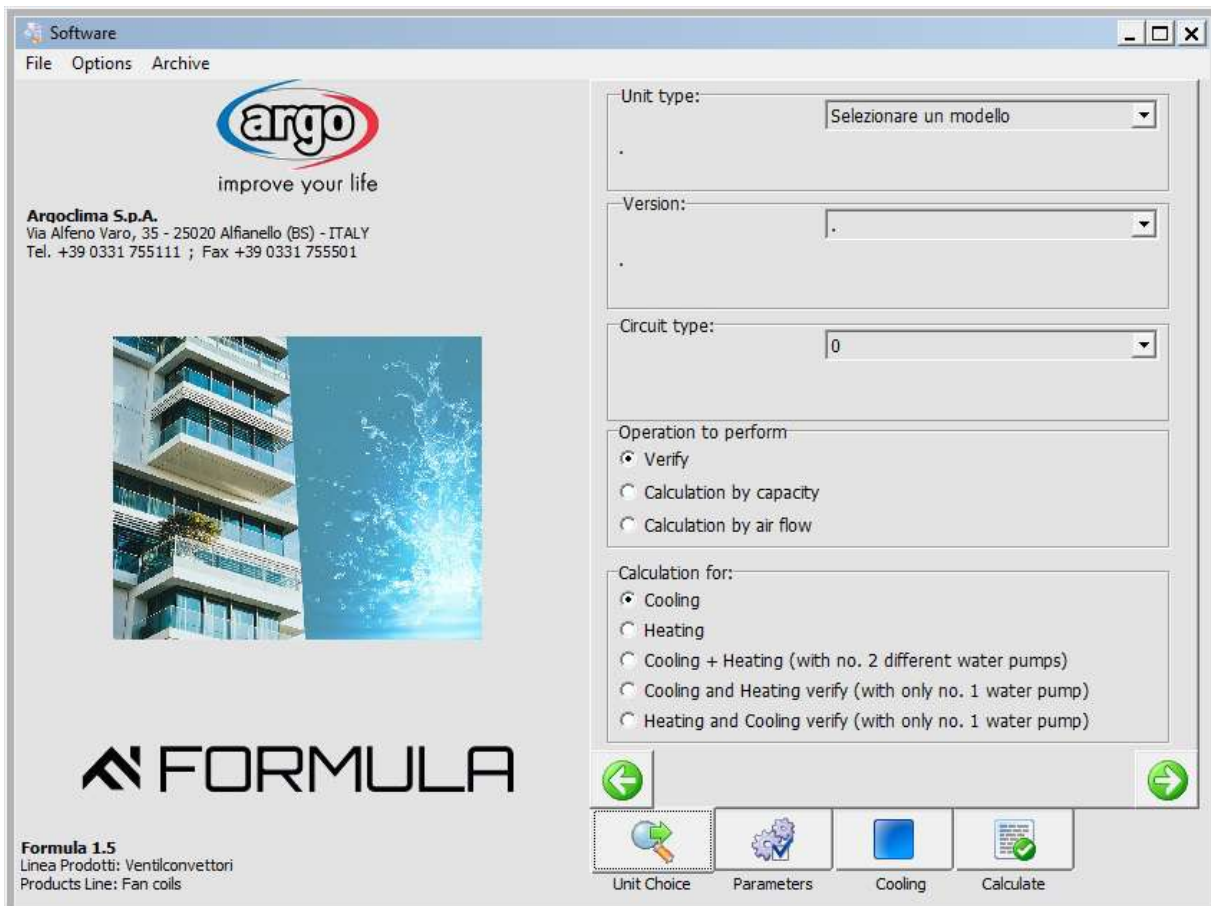 Software
File Options Archive
argo
improve your life
Argoclima S.p.A.
Via Alfeno Varo, 35 - 25020 Alfianello (BS) - ITALY
Tel. +39 0331 755111 ; Fax +39 0331 755501
FORMULA
Formula 1.5
Linea Prodotti: Ventilconvettori
Products Line: Fan coils
Unit type:
Selezionare un modello
.
Version:
.
.
Circuit type:
0
Operation to perform
Verify
Calculation by capacity
Calculation by air flow
Calculation for:
Cooling
Heating
Cooling + Heating (with no. 2 different water pumps)
Cooling and Heating verify (with only no. 1 water pump)
Heating and Cooling verify (with only no. 1 water pump)
Unit Choice
Parameters
Cooling
Calculate